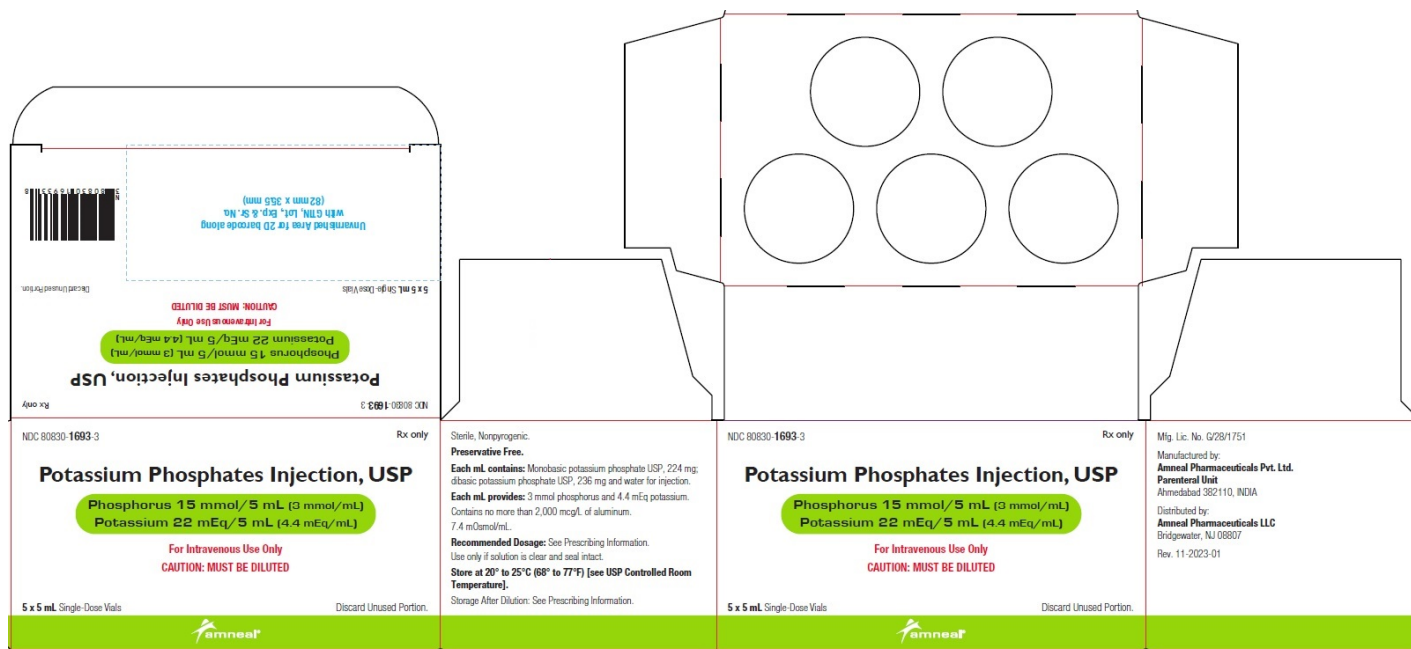 Unvarnished Area for 2D barcode along
with GTIN, Lot, Exp. & Sr. No.
(82 mm x 35.5 mm)
5 x 5 mL Single-Dose Vials
Discard Unused Portion.
CAUTION: MUST BE DILUTED
For Intravenous Use Only
Potassium 22 mEq/5 mL (4.4 mEq/mL)
Phosphorus 15 mmol/5 mL (3 mmol/mL)
Potassium Phosphates Injection, USP
NDC 80830-1693-3
Rx only
NDC 80830-1693-3
Rx only
Potassium Phosphates Injection, USP
Phosphorus 15 mmol/5 mL (3 mmol/mL)
Potassium 22 mEq/5 mL (4.4 mEq/mL)
For Intravenous Use Only
CAUTION: MUST BE DILUTED
5 x 5 mL Single-Dose Vials
Discard Unused Portion.
amneal
Sterile, Nonpyrogenic.
Preservative Free.
Each mL contains: Monobasic potassium phosphate USP, 224 mg;
dibasic potassium phosphate USP, 236 mg and water for injection.
Each mL provides: 3 mmol phosphorus and 4.4 mEq potassium.
Contains no more than 2,000 mcg/L of aluminum.
7.4 mOsmol/mL.
Recommended Dosage: See Prescribing Information.
Use only if solution is clear and seal intact.
Store at 20° to 25°C (68° to 77°F) [see USP Controlled Room
Temperature].
Storage After Dilution: See Prescribing Information.
NDC 80830-1693-3
Rx only
Potassium Phosphates Injection, USP
Phosphorus 15 mmol/5 mL (3 mmol/mL)
Potassium 22 mEq/5 mL (4.4 mEq/mL)
For Intravenous Use Only
CAUTION: MUST BE DILUTED
5 x 5 mL Single-Dose Vials
Discard Unused Portion.
amneal
Mfg. Lic. No. G/28/1751
Manufactured by:
Amneal Pharmaceuticals Pvt. Ltd.
Parenteral Unit
Ahmedabad 382110, INDIA
Distributed by:
Amneal Pharmaceuticals LLC
Bridgewater, NJ 08807
Rev. 11-2023-01